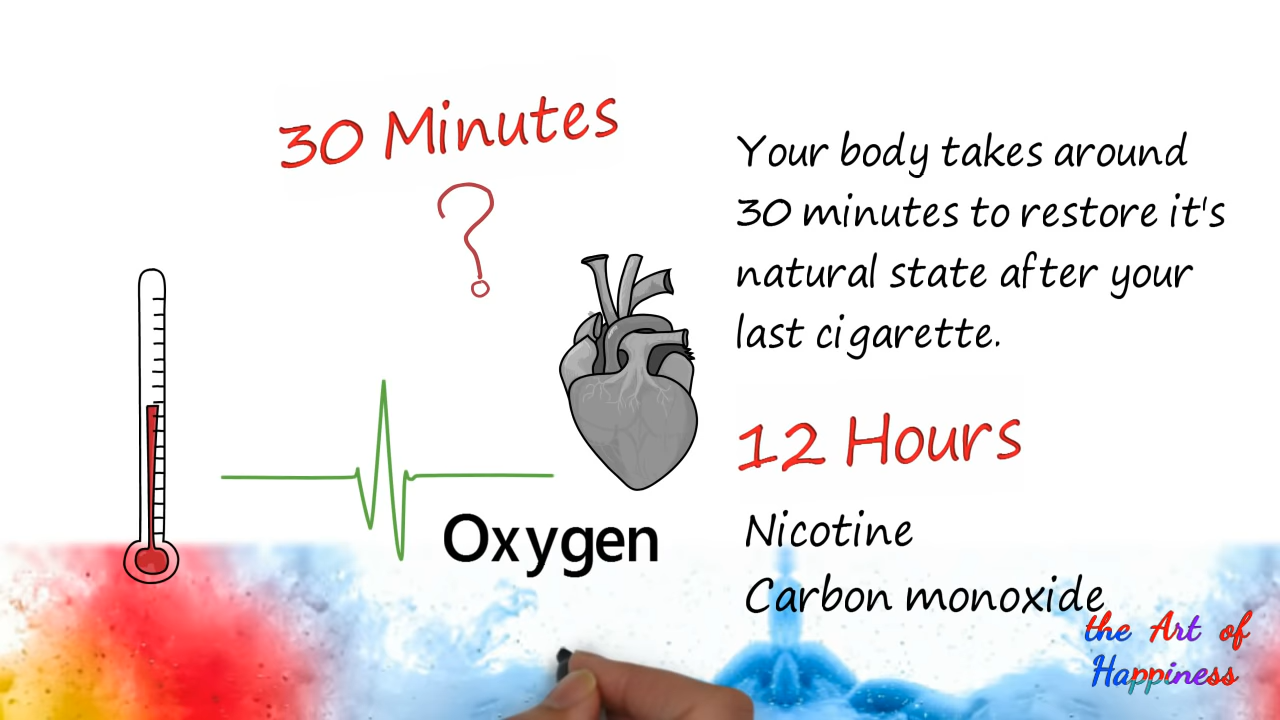 30 Minutes
?
Oxygen
Your body takes around
30 minutes to restore it's
natural state after your
last cigarette.
12 Hours
Nicotine
Carbon monoxide
the Art of
Happiness